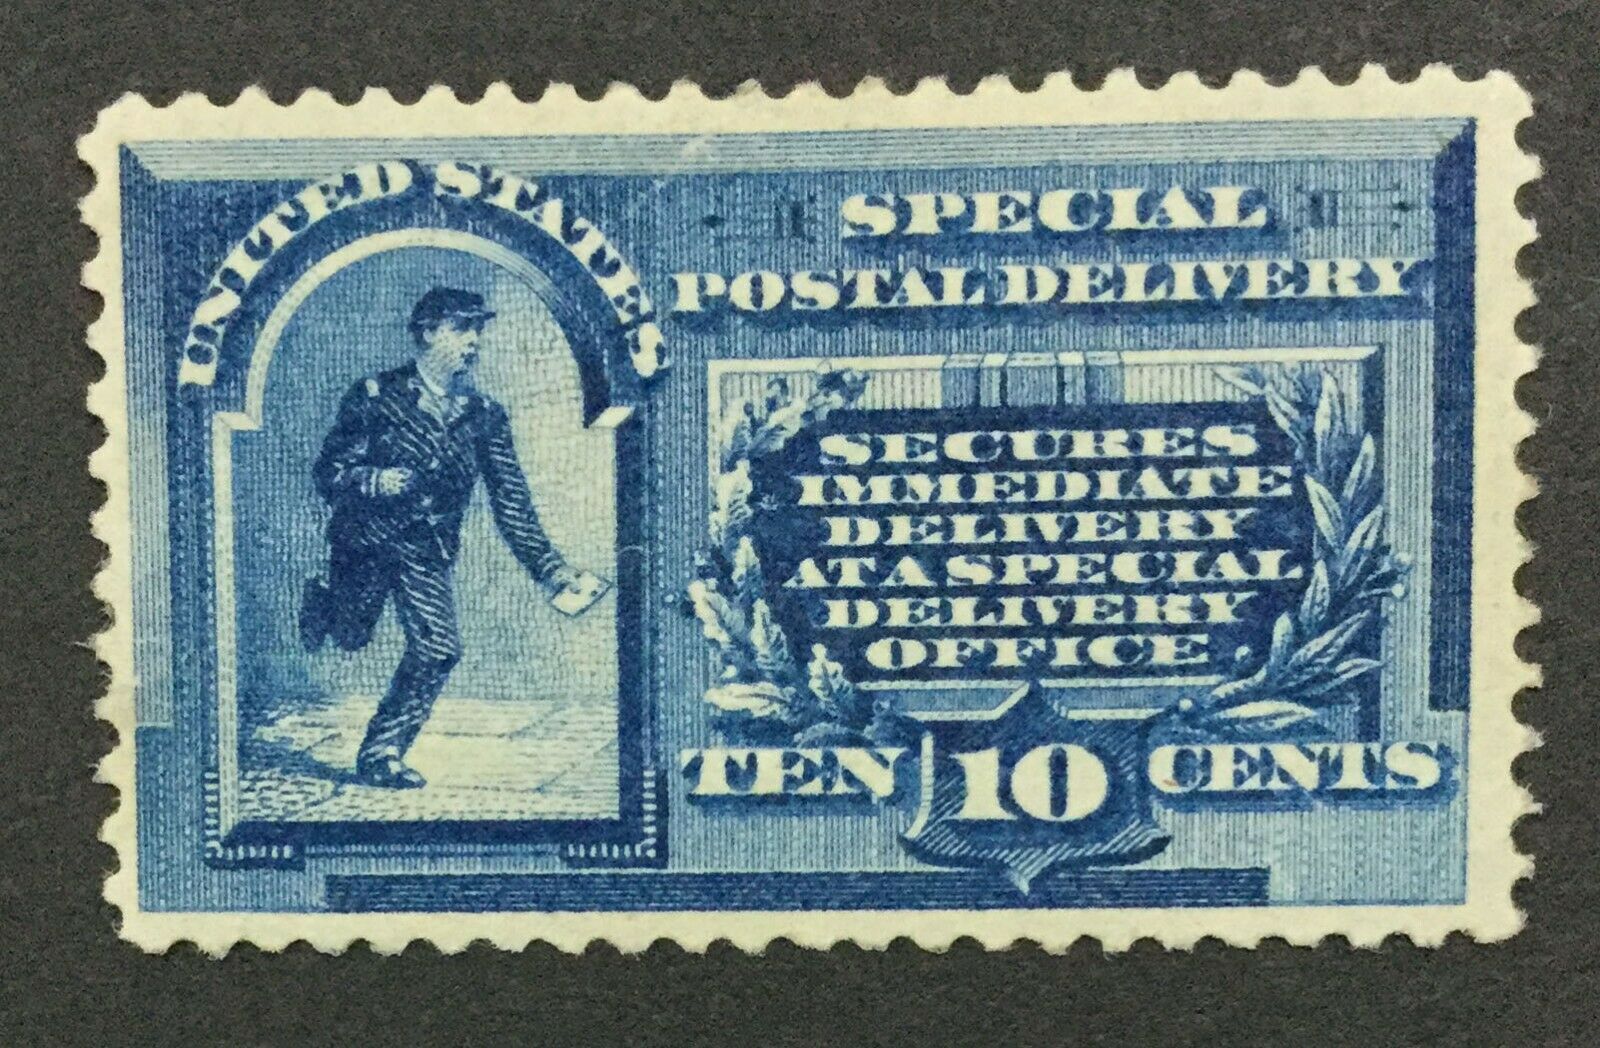 UNITED STATES
SPECIAL
POSTAL DELIVERY
SECURES
IMMEDIATE
DELIVERY
AT A SPECIAL
DELIVERY
OFFICE.
TEN 10 CENTS